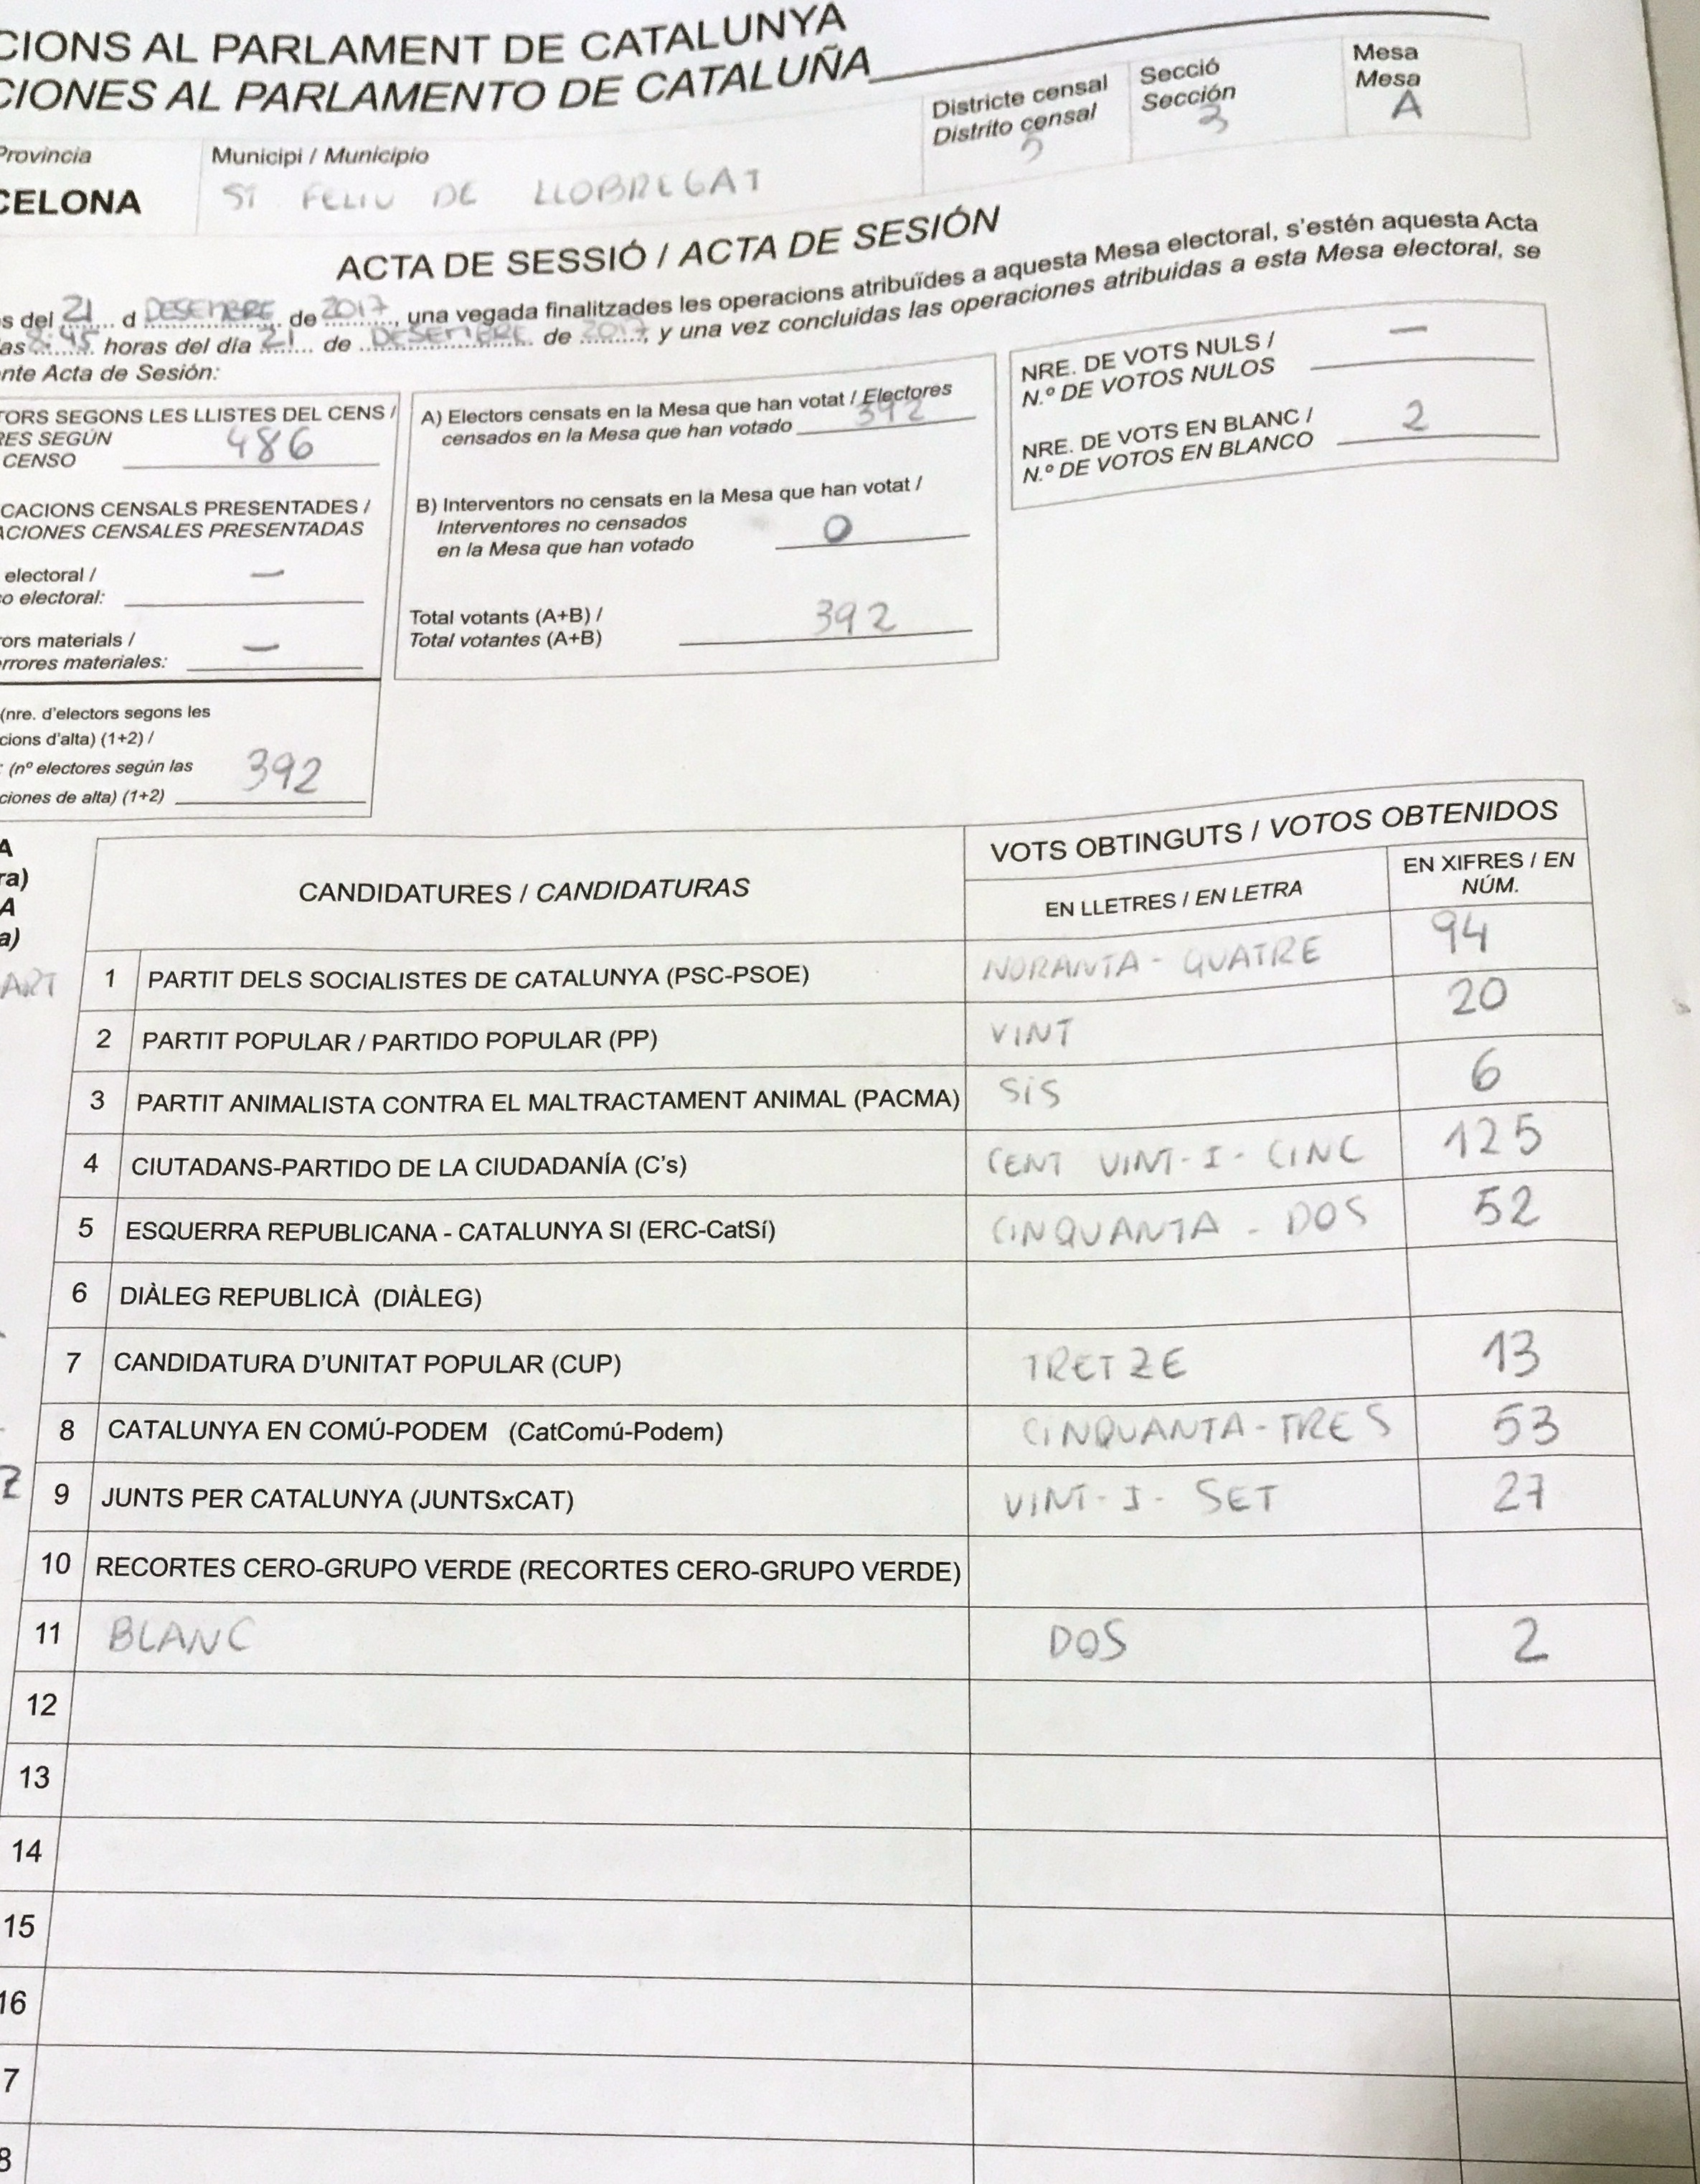 CIONS AL PARLAMENT DE CATALUNYA
CIONES AL PARLAMENTO DE CATALUÑA
Provincia
Municipi / Municipio
Districte censal
Distrito censal
Secció
Sección
Mesa
Mesa
CELONA
ST FELIU DE LLOBREGAT
3
A
ACTA DE SESSIÓ / ACTA DE SESIÓN
s del 21 d DESEMBRE de 2017 una vegada finalitzades les operacions atribuïdes a aquesta Mesa electoral, s'estén aquesta Acta
horas del día 21 de DESEMBRE de 2017 y una vez concluidas las operaciones atribuidas a esta Mesa electoral, se
nte Acta de Sesión:
TORS SEGONS LES LLISTES DEL CENS /
RES SEGÚN
CENSO
486
CACIONS CENSALS PRESENTADES /
ACIONES CENSALES PRESENTADAS
electoral /
o electoral: –
rors materials /
rrores materiales: –
(nre. d'electors segons les
cions d'alta) (1+2) /
(nº electores según las
ciones de alta) (1+2) 392
A) Electors censats en la Mesa que han votat / Electores
censados en la Mesa que han votado 392
B) Interventors no censats en la Mesa que han votat /
Interventores no censados
en la Mesa que han votado 0
Total votants (A+B) /
Total votantes (A+B) 392
NRE. DE VOTS NULS /
N.º DE VOTOS NULOS –
NRE. DE VOTS EN BLANC /
N.º DE VOTOS EN BLANCO 2
CANDIDATURES / CANDIDATURAS
VOTS OBTINGUTS / VOTOS OBTENIDOS
EN LLETRES / EN LETRA
EN XIFRES / EN
NÚM.
1 PARTIT DELS SOCIALISTES DE CATALUNYA (PSC-PSOE) NORANTA-QUATRE 94
2 PARTIT POPULAR / PARTIDO POPULAR (PP) VINT 20
3 PARTIT ANIMALISTA CONTRA EL MALTRACTAMENT ANIMAL (PACMA) SIS 6
4 CIUTADANS-PARTIDO DE LA CIUDADANÍA (C's) CENT VINT-I-CINC 125
5 ESQUERRA REPUBLICANA - CATALUNYA SI (ERC-CatSí) CINQUANTA-DOS 52
6 DIÀLEG REPUBLICÀ (DIÀLEG)
7 CANDIDATURA D'UNITAT POPULAR (CUP) TRETZE 13
8 CATALUNYA EN COMÚ-PODEM (CatComú-Podem) CINQUANTA-TRES 53
9 JUNTS PER CATALUNYA (JUNTSxCAT) VINT-I-SET 27
10 RECORTES CERO-GRUPO VERDE (RECORTES CERO-GRUPO VERDE)
11 BLANC DOS 2
12
13
14
15
16
7
8